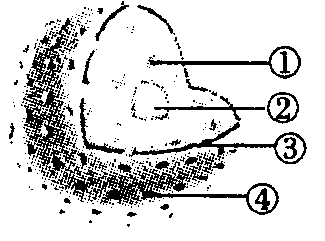 ①
②
③
④